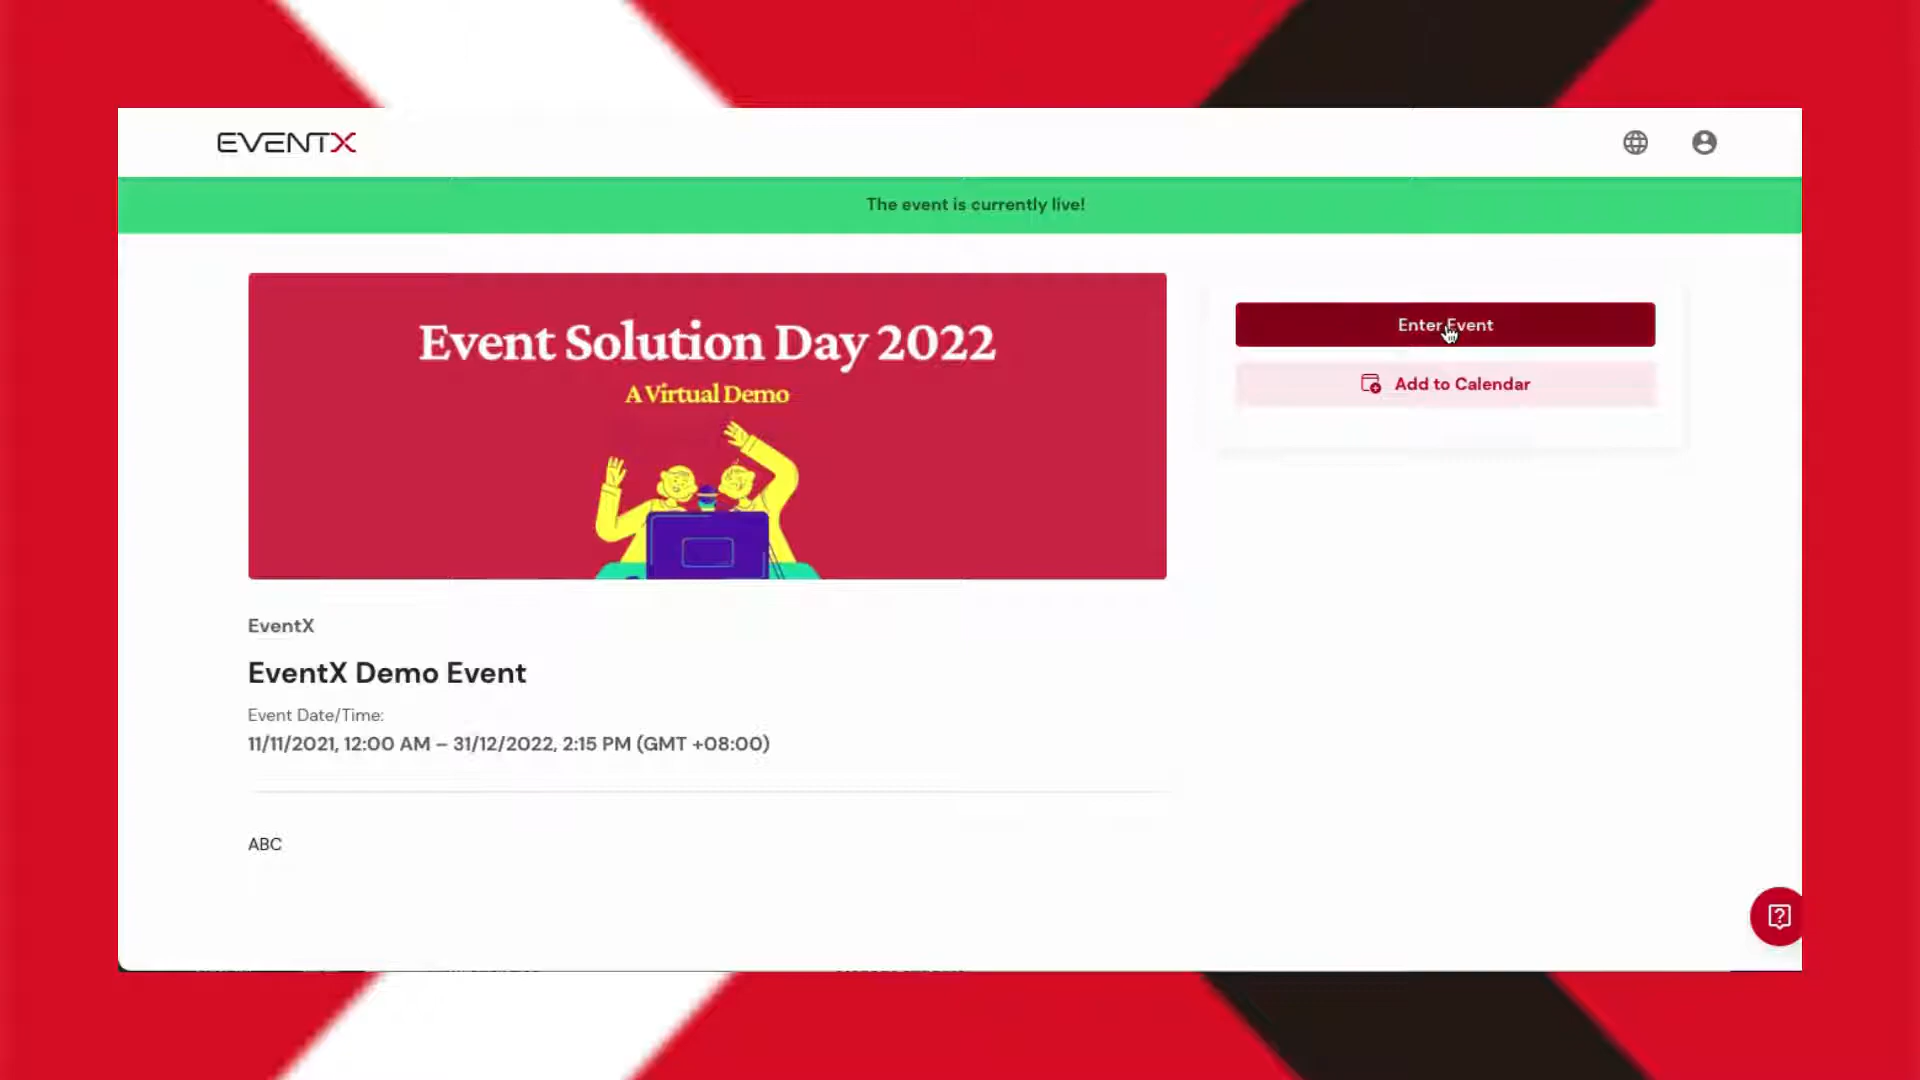 EVENTX
The event is currently live!
Event Solution Day 2022
A Virtual Demo
Enter Event
Add to Calendar
EventX
EventX Demo Event
Event Date/Time:
11/11/2021, 12:00 AM – 31/12/2022, 2:15 PM (GMT +08:00)
ABC